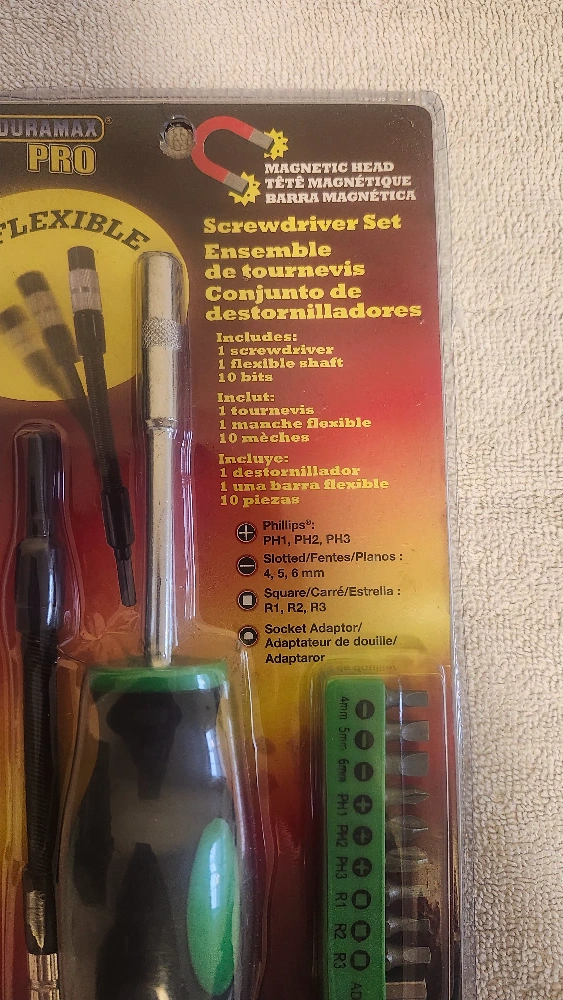 DURAMAX®
PRO
FLEXIBLE
MAGNETIC HEAD
TÊTÊ MAGNÉTIQUE
BARRA MAGNÉTICA
Screwdriver Set
Ensemble
de tournevis
Conjunto de
destornilladores
Includes:
1 screwdriver
1 flexible shaft
10 bits
Inclut:
1 tournevis
1 manche flexible
10 mèches
Incluye:
1 destornillador
1 una barra flexible
10 piezas
Phillips®:
PH1, PH2, PH3
Slotted/Fentes/Planos :
4, 5, 6 mm
Square/Carré/Estrella :
R1, R2, R3
Socket Adaptor/
Adaptateur de douille/
Adaptaror
4mm
5mm
6mm
PH1
PH2
PH3
R1
R2
R3